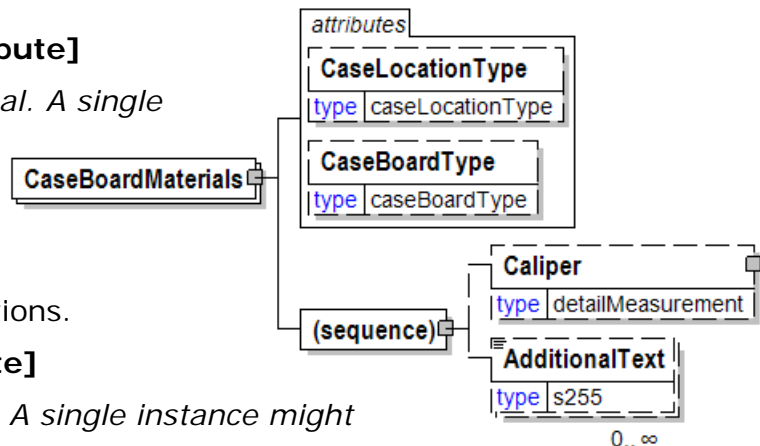 attributes
bute]
CaseLocationType
al. A single
type caseLocationType
CaseBoardType
CaseBoardMaterials
type caseBoardType
Caliper
ions.
type detailMeasurement
(sequence)
te]
AdditionalText
type s255
A single instance might
0..∞